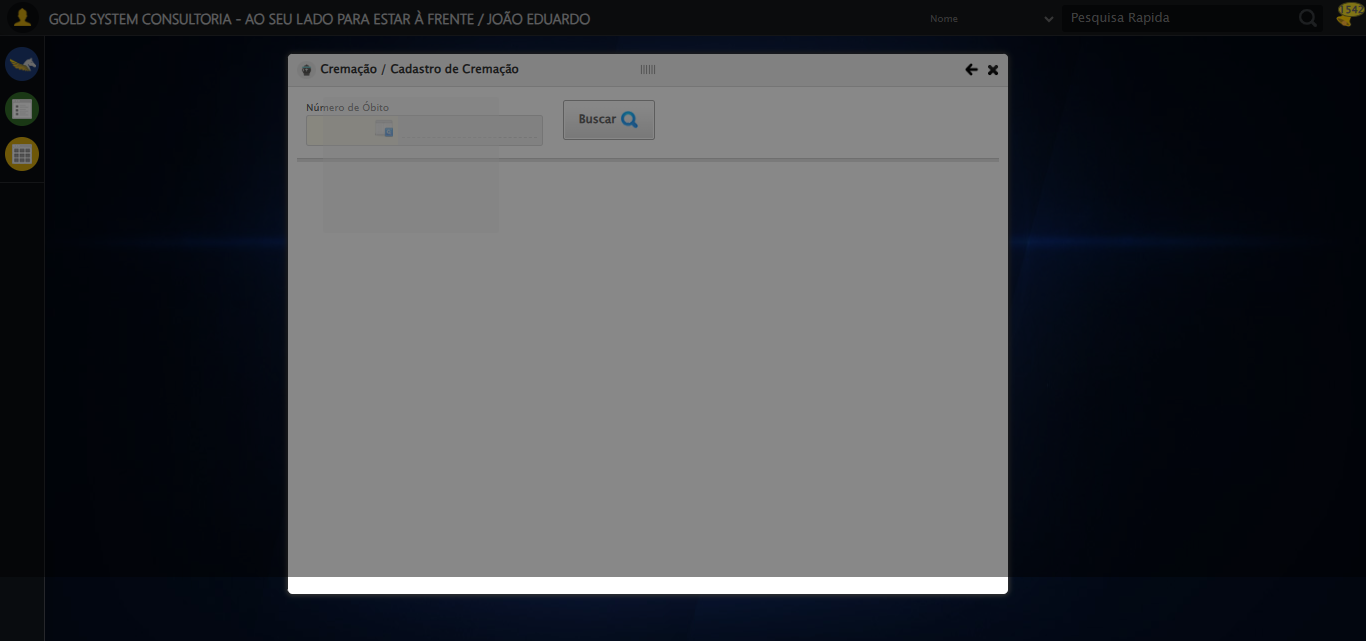 GOLD SYSTEM CONSULTORIA - AO SEU LADO PARA ESTAR À FRENTE / JOÃO EDUARDO
Nome
Pesquisa Rapida
1542
Cremação / Cadastro de Cremação
Número de Óbito
Buscar